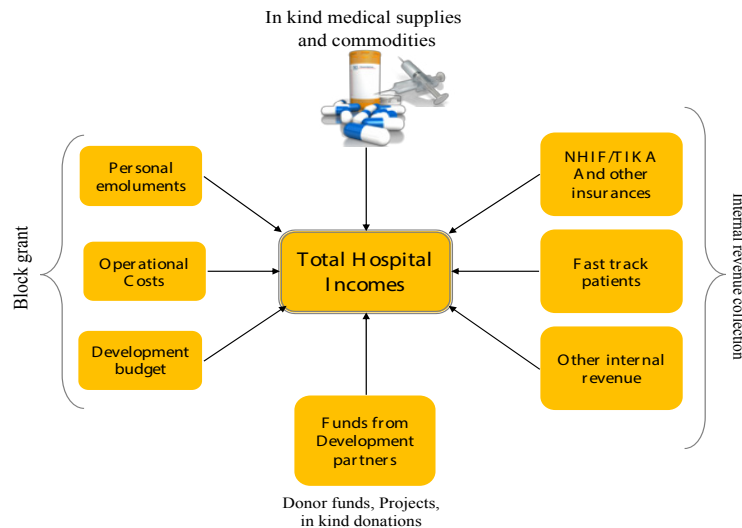 In kind medical supplies
and commodities
Block grant
Personal
emoluments
Operational
Costs
Development
budget
Total Hospital
Incomes
NHIF/TIKA
And other
insurances
Fast track
patients
Other internal
revenue
internal revenue collection
Funds from
Development
partners
Donor funds, Projects,
in kind donations